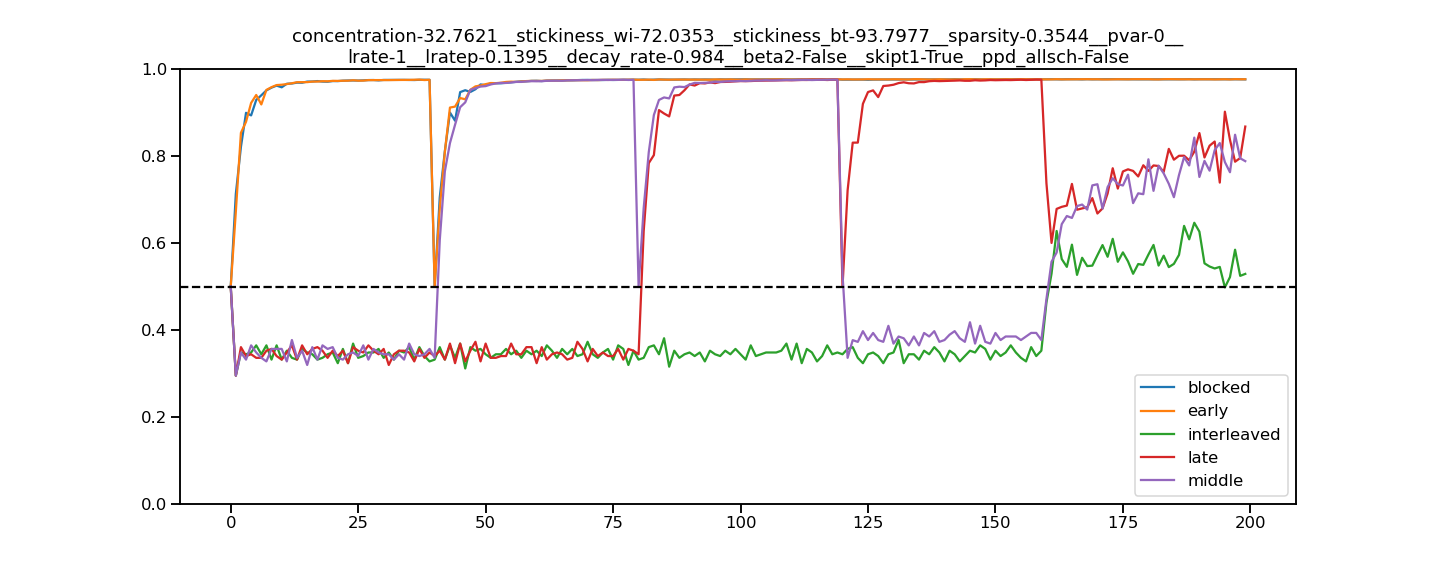 concentration-32.7621__stickiness_wi-72.0353__stickiness_bt-93.7977__sparsity-0.3544__pvar-0__
lrate-1__lratep-0.1395__decay_rate-0.984__beta2-False__skipt1-True__ppd_allsch-False
1.0
0.8
0.6
0.4
0.2
0.0
blocked
early
interleaved
late
middle
0 25 50 75 100 125 150 175 200